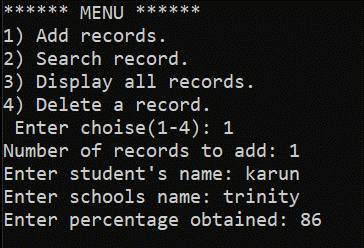 ****** MENU ******
1) Add records.
2) Search record.
3) Display all records.
4) Delete a record.
 Enter choise(1-4): 1
Number of records to add: 1
Enter student's name: karun
Enter schools name: trinity
Enter percentage obtained: 86